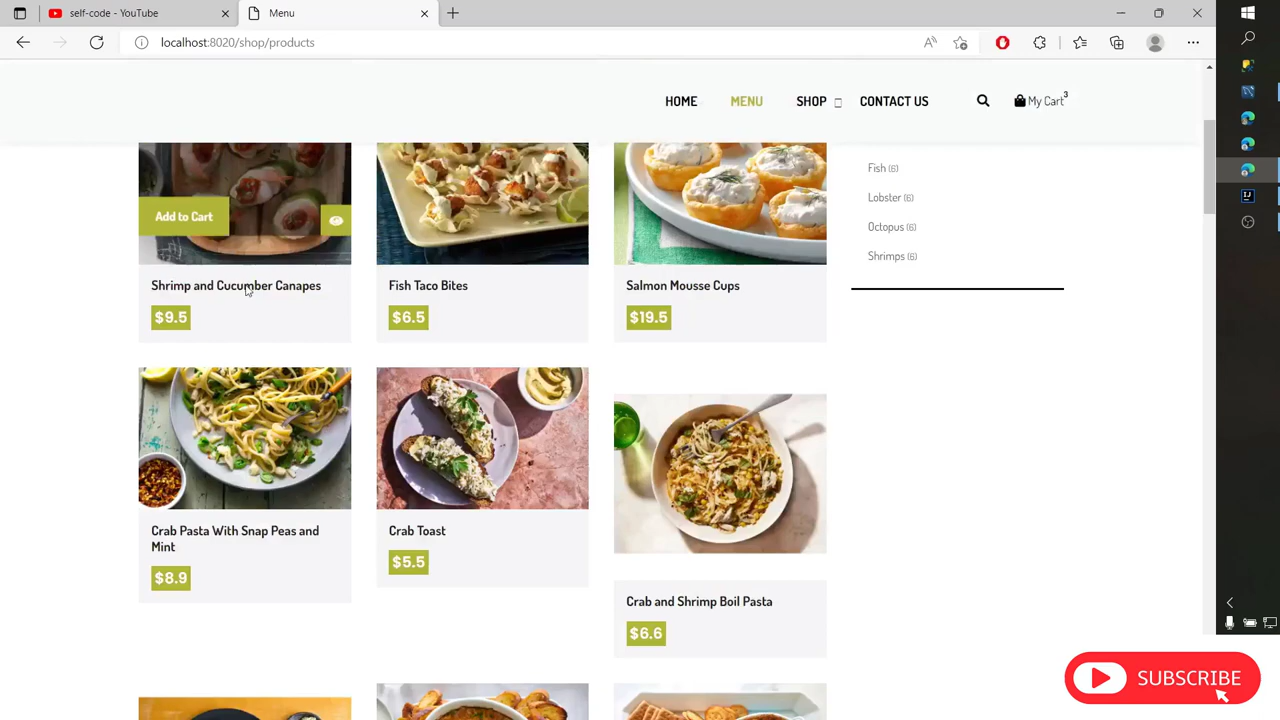 self-code - YouTube
Menu
localhost:8020/shop/products
HOME
MENU
SHOP
CONTACT US
My Cart 3
Fish (6)
Lobster (6)
Octopus (6)
Shrimps (6)
Add to Cart
Shrimp and Cucumber Canapes
$9.5
Fish Taco Bites
$6.5
Salmon Mousse Cups
$19.5
Crab Pasta With Snap Peas and
Mint
$8.9
Crab Toast
$5.5
Crab and Shrimp Boil Pasta
$6.6
SUBSCRIBE